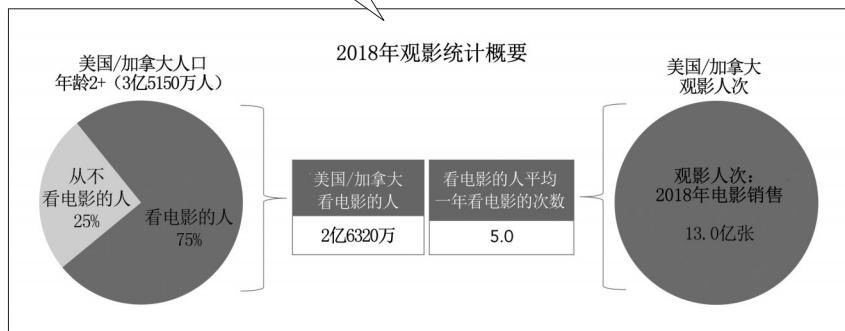 2018年观影统计概要
美国/加拿大人口
年龄2+（3亿5150万人）
从不
看电影的人
25%
看电影的人
75%
美国/加拿大
看电影的人
2亿6320万
看电影的人平均
一年看电影的次数
5.0
美国/加拿大
观影人次
观影人次：
2018年电影销售
13.0亿张